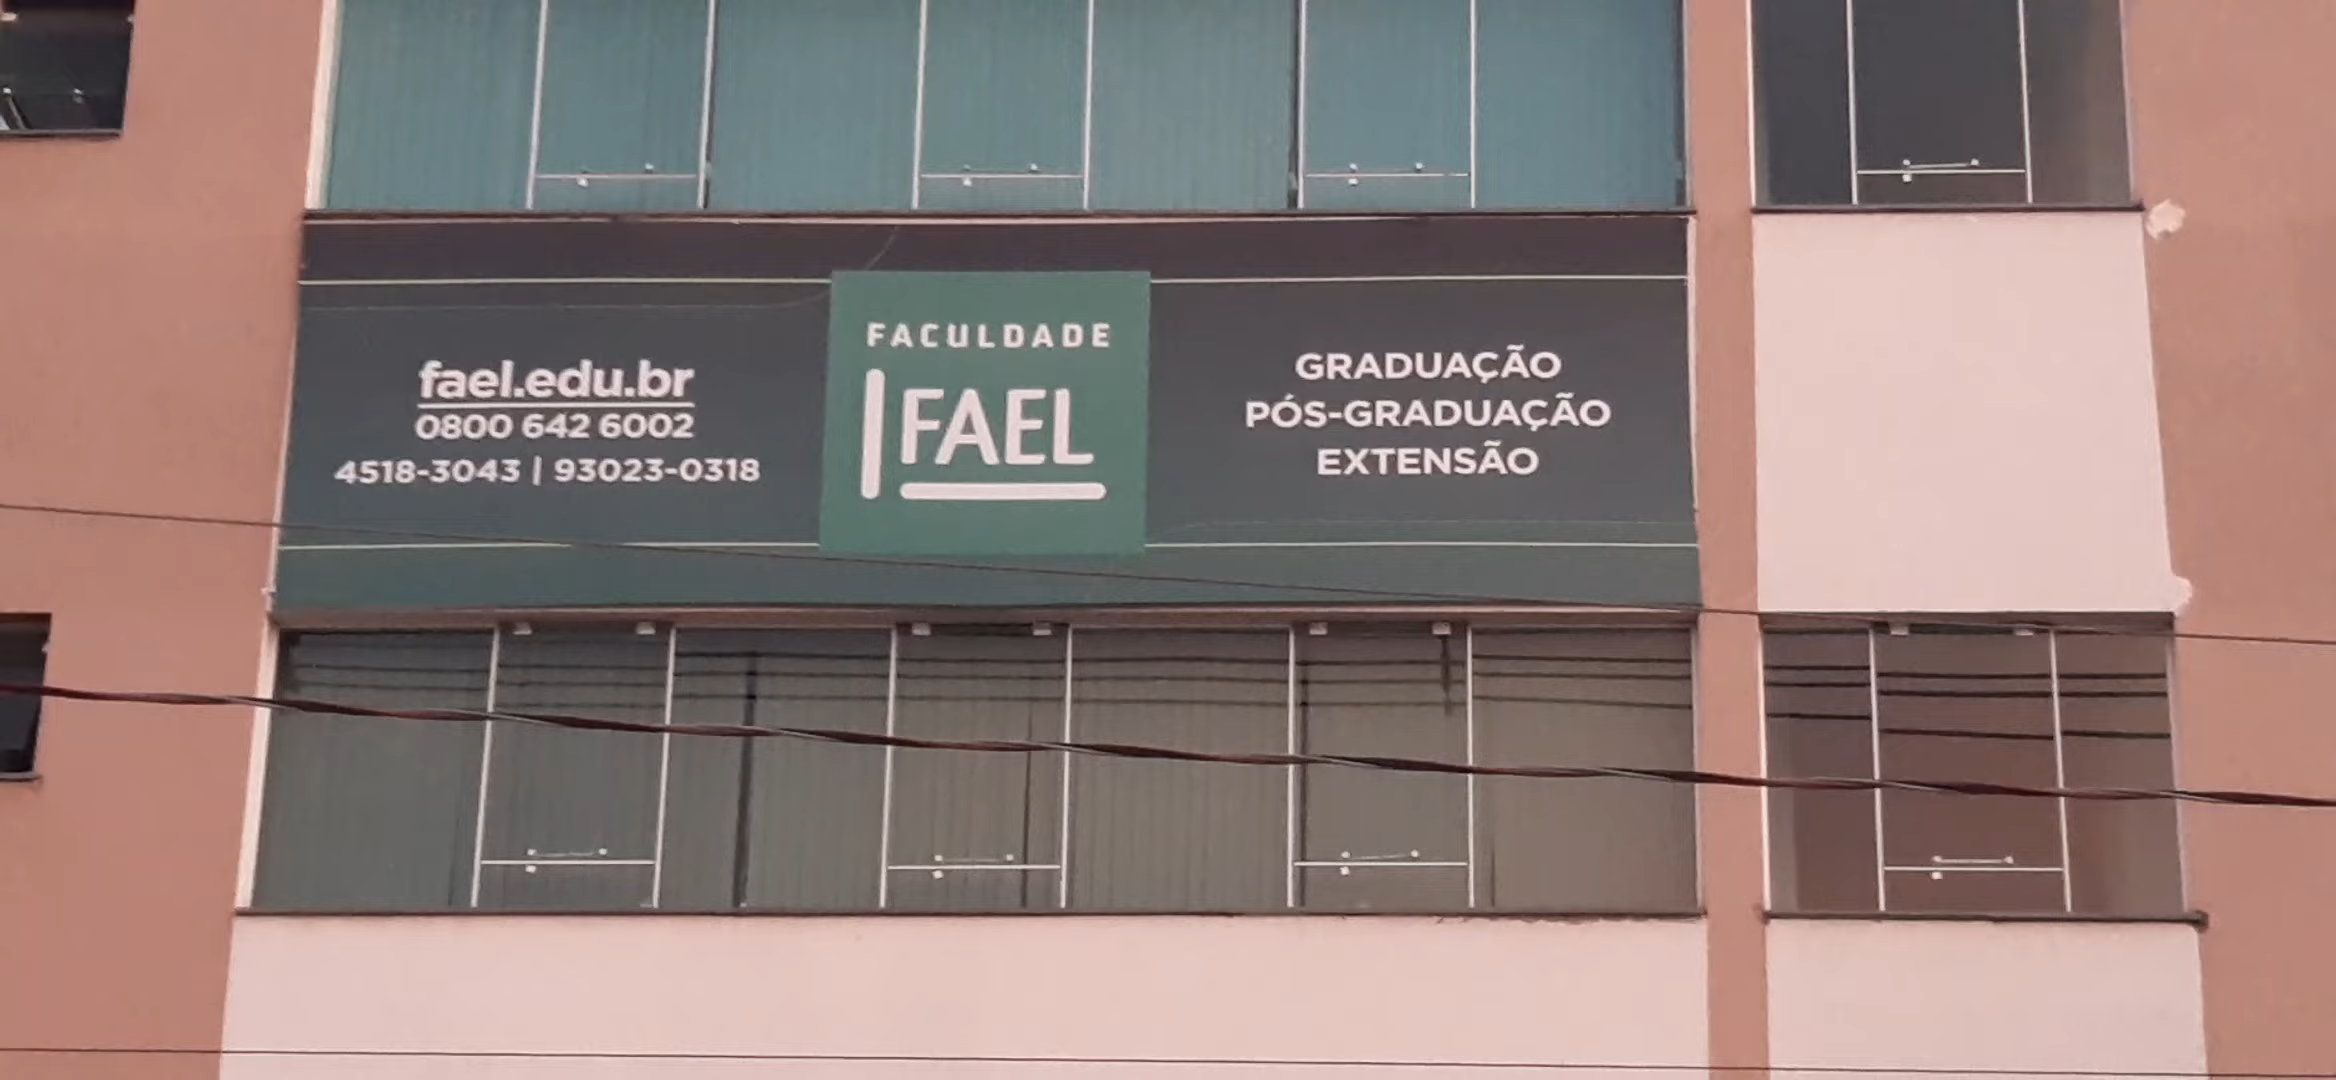 fael.edu.br
0800 642 6002
4518-3043 | 93023-0318
FACULDADE
FAEL
GRADUAÇÃO
PÓS-GRADUAÇÃO
EXTENSÃO